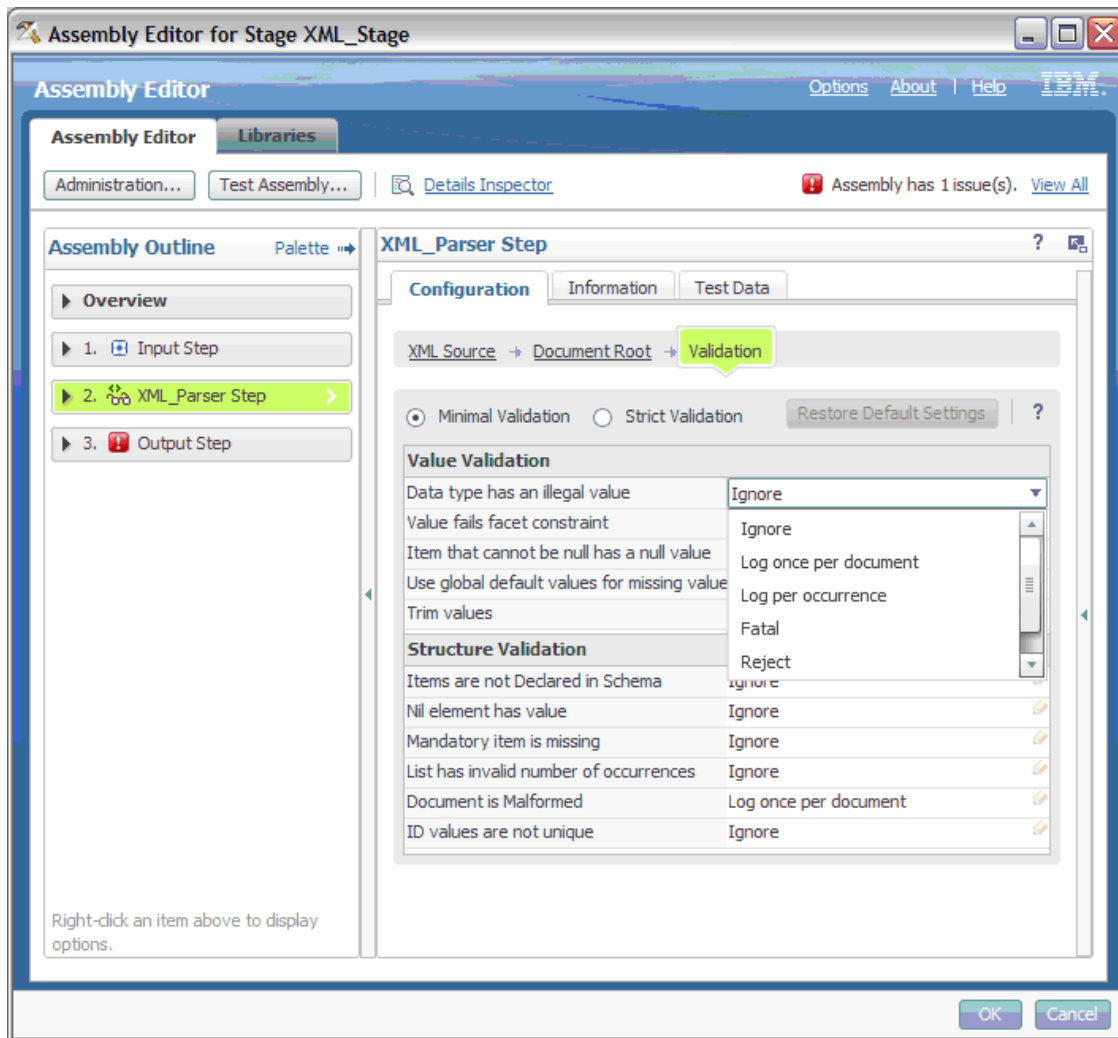 Assembly Editor for Stage XML_Stage
Assembly Editor
Options About | Help IBM.
Assembly Editor Libraries
Administration... Test Assembly... Details Inspector Assembly has 1 issue(s). View All
Assembly Outline Palette
Overview
1. Input Step
2. XML_Parser Step
3. Output Step
Right-click an item above to display
options.
XML_Parser Step ?
Configuration Information Test Data
XML Source Document Root Validation
Minimal Validation Strict Validation Restore Default Settings ?
Value Validation
Data type has an illegal value Ignore
Value fails facet constraint
Item that cannot be null has a null value
Use global default values for missing value
Trim values
Ignore
Log once per document
Log per occurrence
Fatal
Reject
Structure Validation
Items are not Declared in Schema Ignore
Nil element has value Ignore
Mandatory item is missing Ignore
List has invalid number of occurrences Ignore
Document is Malformed Log once per document
ID values are not unique Ignore
OK Cancel